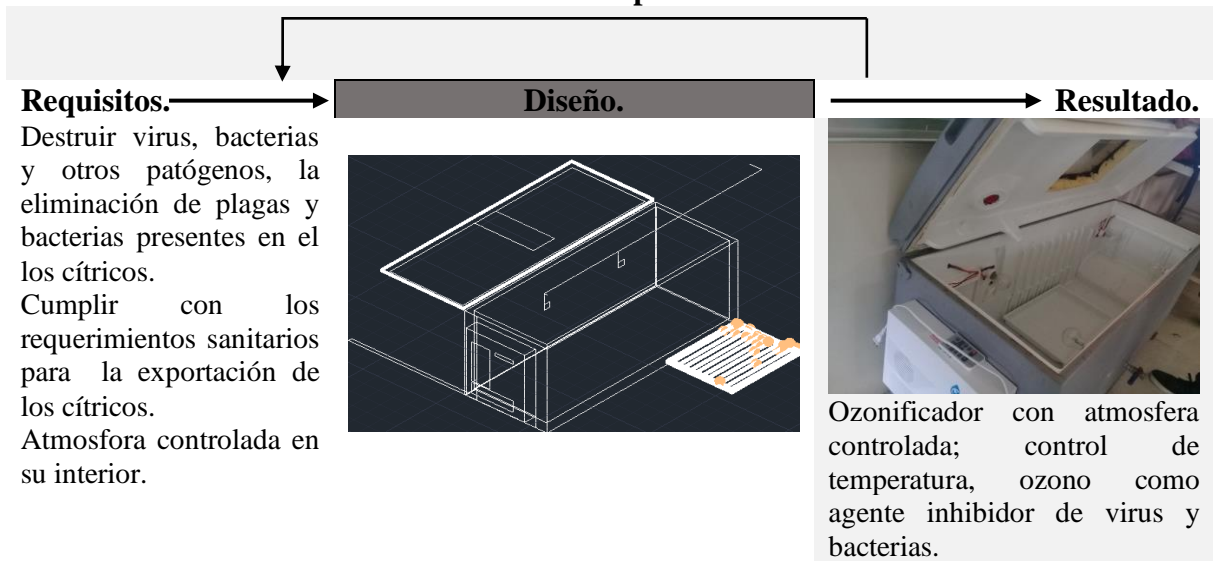 Requisitos.
Destruir virus, bacterias
y otros patógenos, la
eliminación de plagas y
bacterias presentes en el
los cítricos.
Cumplir con los
requerimientos sanitarios
para la exportación de
los cítricos.
Atmosfora controlada en
su interior.
Diseño.
Resultado.
Ozonificador con atmosfera
controlada; control de
temperatura, ozono como
agente inhibidor de virus y
bacterias.